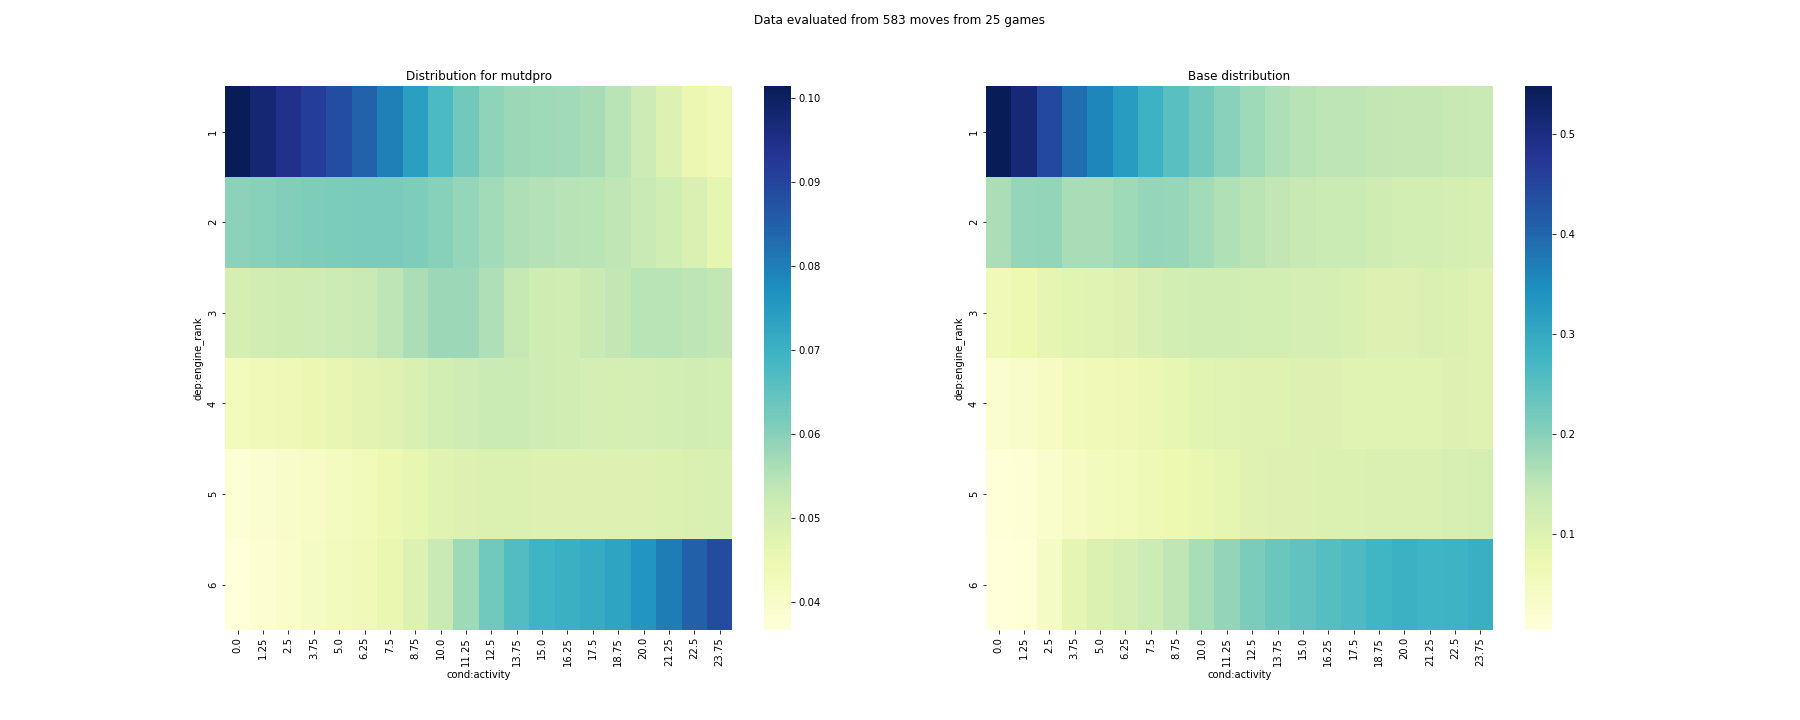 Data evaluated from 583 moves from 25 games
Distribution for mutdpro
dep:engine_rank
1
2
3
4
5
6
0.0 1.25 2.5 3.75 5.0 6.25 7.5 8.75 10.0 11.25 12.5 13.75 15.0 16.25 17.5 18.75 20.0 21.25 22.5 23.75
cond:activity
0.10
0.09
0.08
0.07
0.06
0.05
0.04
Base distribution
dep:engine_rank
1
2
3
4
5
6
0.0 1.25 2.5 3.75 5.0 6.25 7.5 8.75 10.0 11.25 12.5 13.75 15.0 16.25 17.5 18.75 20.0 21.25 22.5 23.75
cond:activity
0.5
0.4
0.3
0.2
0.1